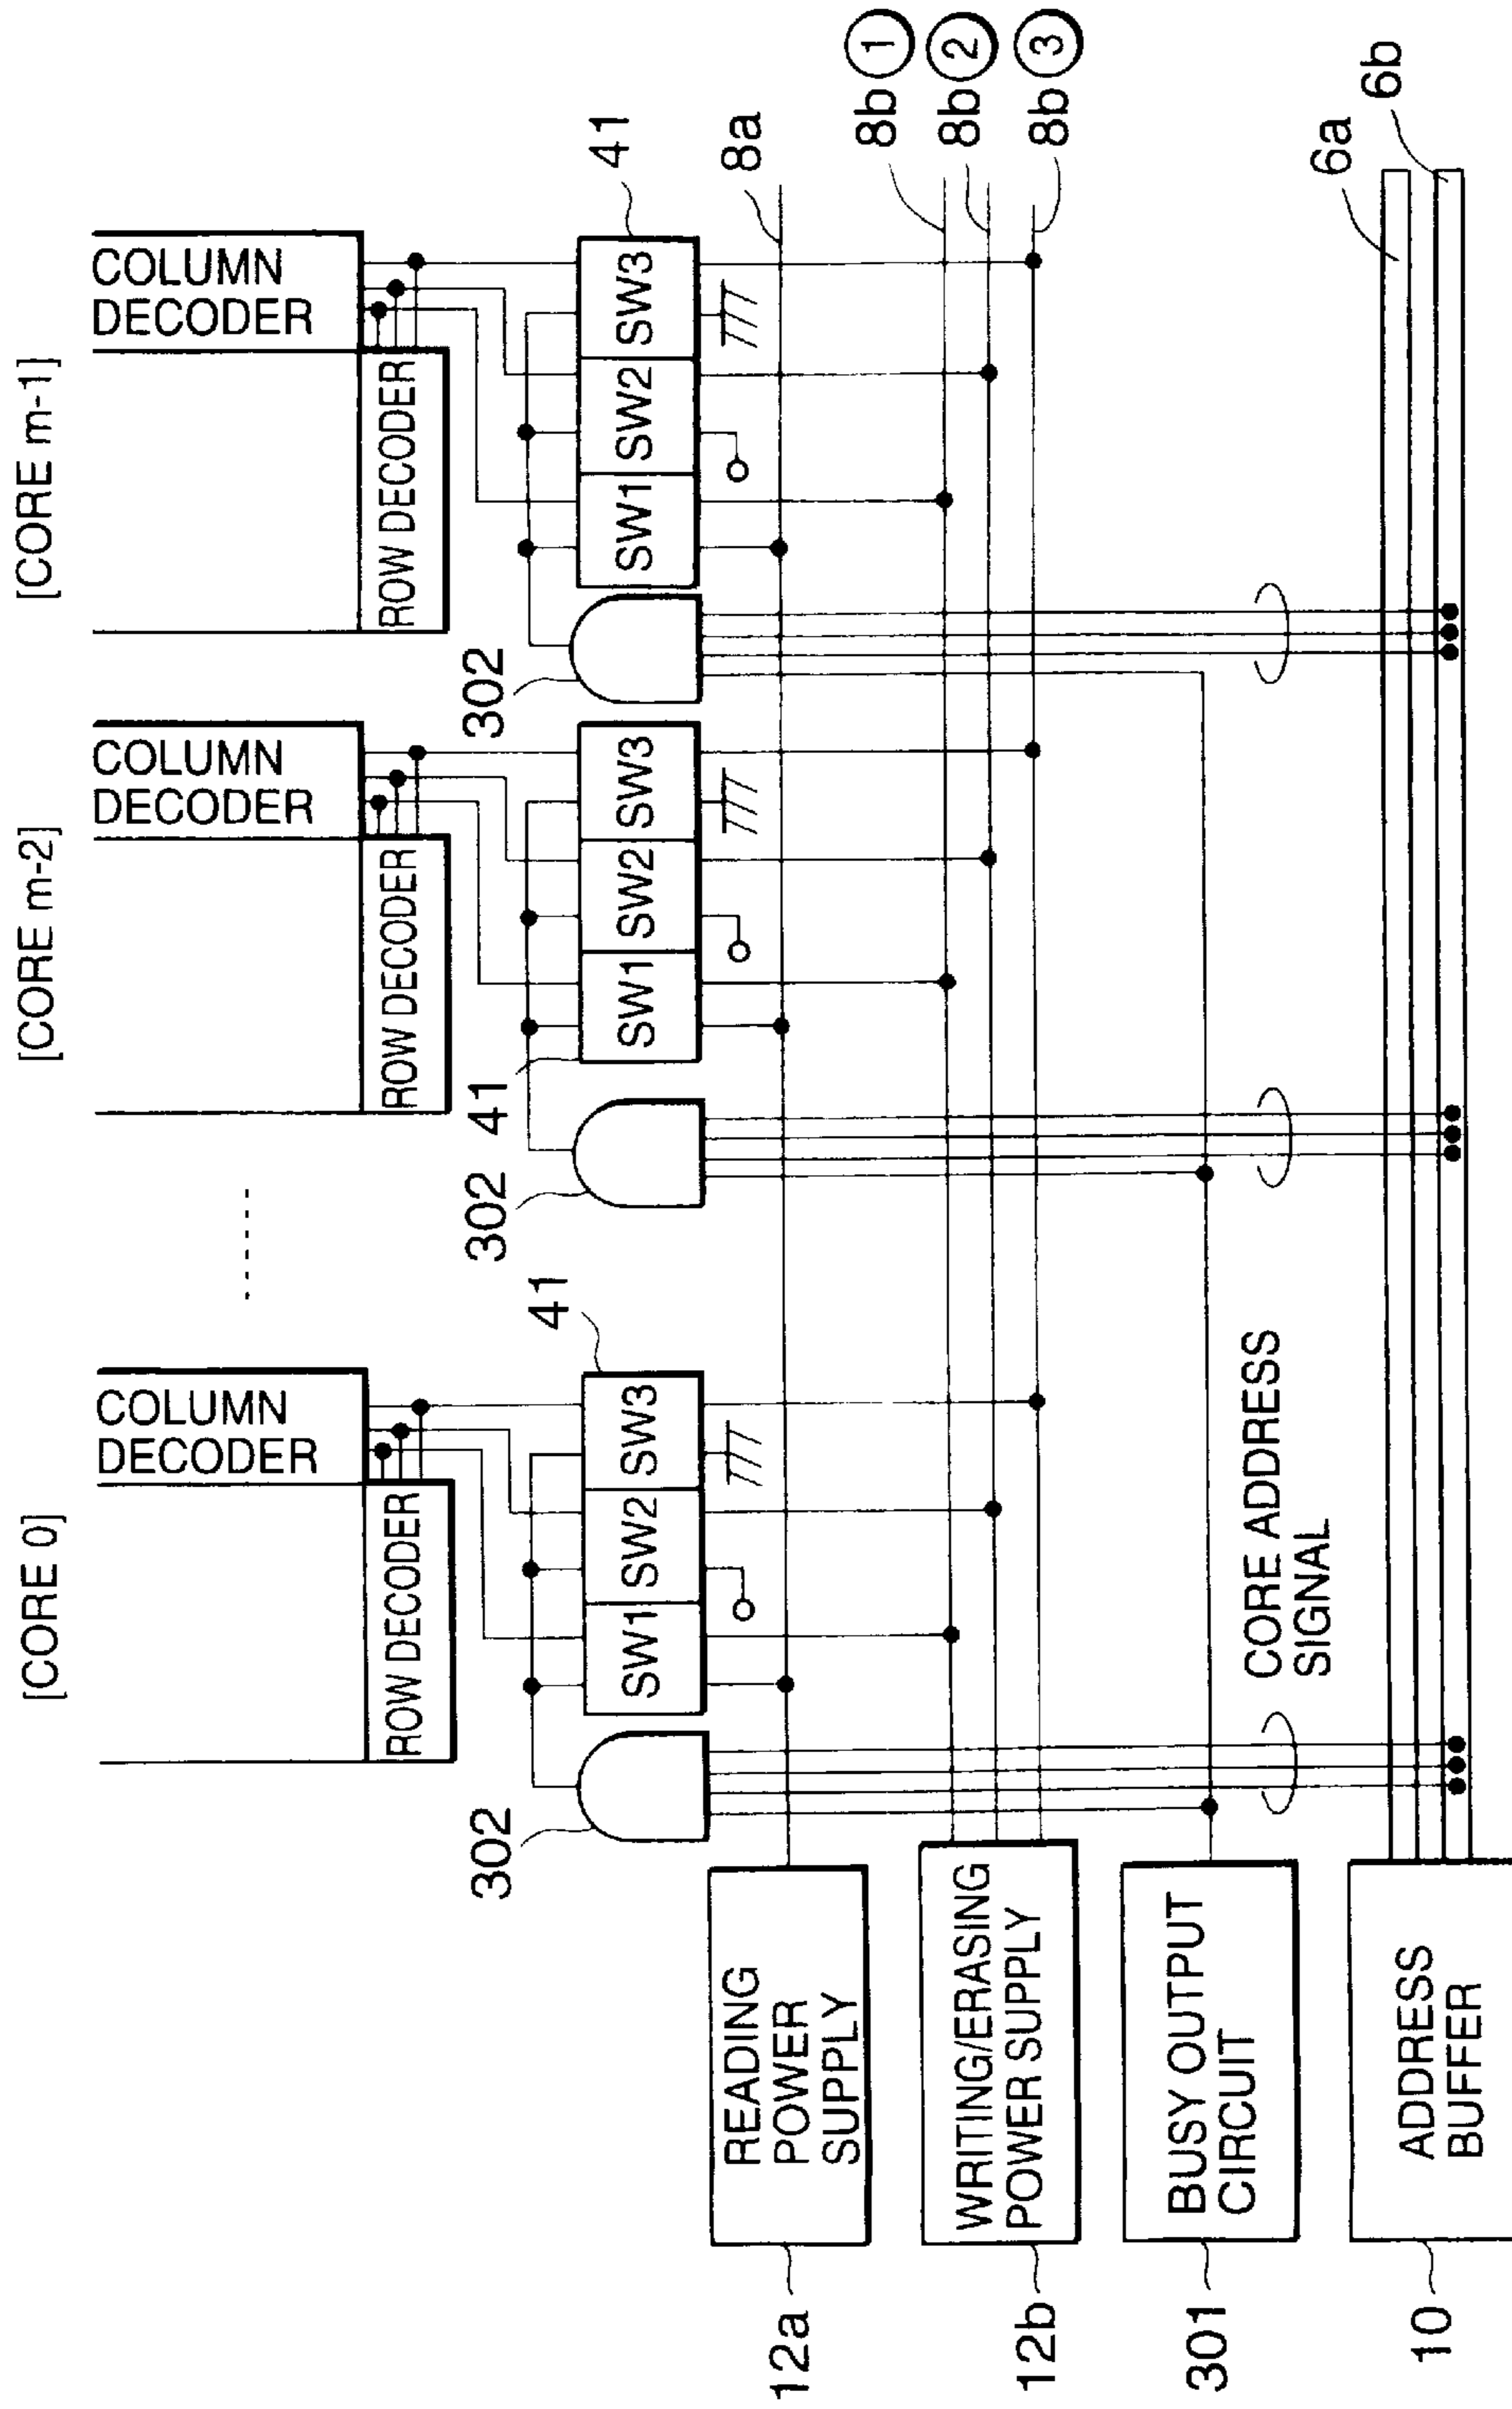 [CORE 0]
[CORE m-2]
[CORE m-1]
COLUMN
DECODER
COLUMN
DECODER
COLUMN
DECODER
ROW DECODER
ROW DECODER
ROW DECODER
302
41
302
41
302
41
SW1 SW2 SW3
SW1 SW2 SW3
SW1 SW2 SW3
8a
12a
READING
POWER
SUPPLY
8b ①
8b ②
8b ③
12b
WRITING/ERASING
POWER SUPPLY
301
BUSY OUTPUT
CIRCUIT
CORE ADDRESS
SIGNAL
6a
6b
10
ADDRESS
BUFFER